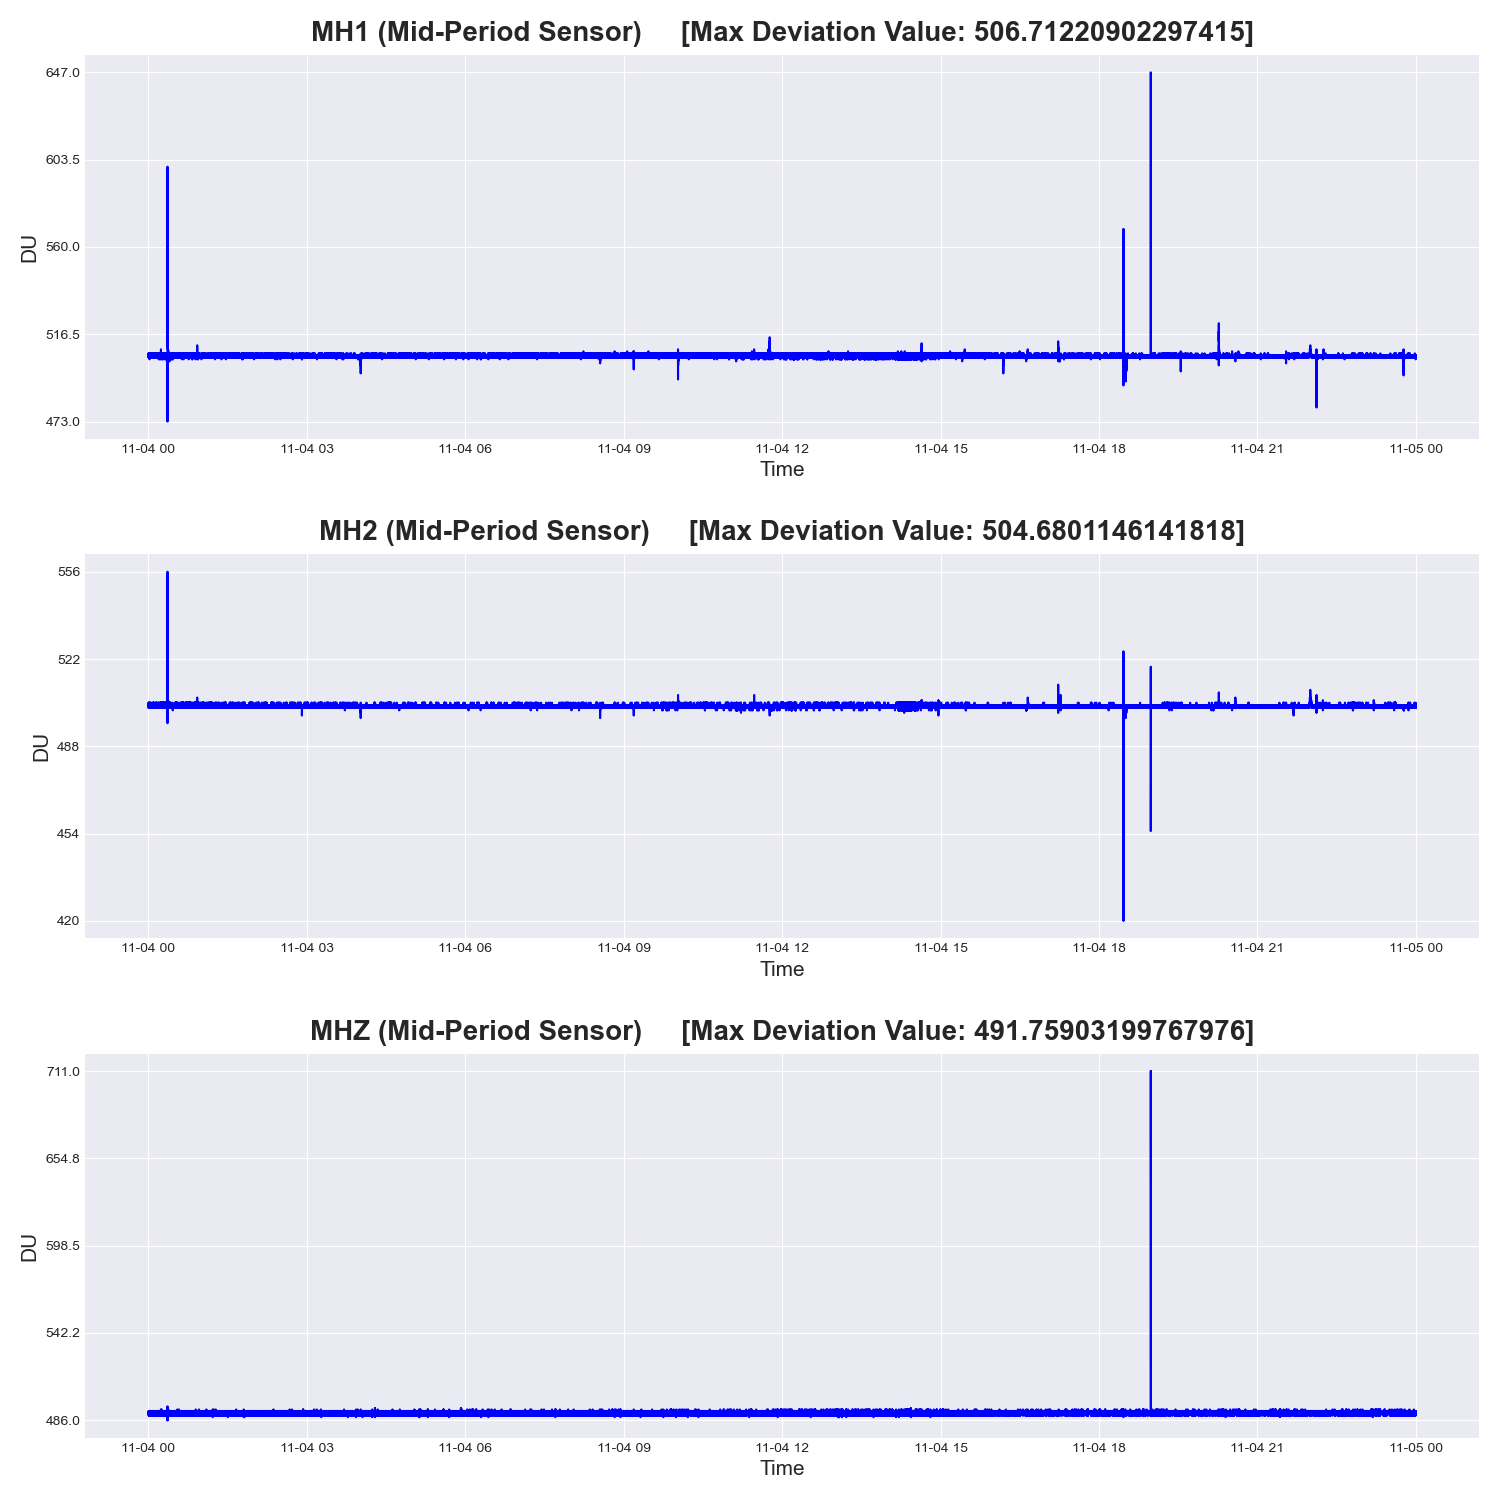 MH1 (Mid-Period Sensor) [Max Deviation Value: 506.71220902297415]
647.0
603.5
560.0
516.5
473.0
DU
11-04 00 11-04 03 11-04 06 11-04 09 11-04 12 11-04 15 11-04 18 11-04 21 11-05 00
Time
MH2 (Mid-Period Sensor) [Max Deviation Value: 504.6801146141818]
556
522
488
454
420
DU
11-04 00 11-04 03 11-04 06 11-04 09 11-04 12 11-04 15 11-04 18 11-04 21 11-05 00
Time
MHZ (Mid-Period Sensor) [Max Deviation Value: 491.75903199767976]
711.0
654.8
598.5
542.2
486.0
DU
11-04 00 11-04 03 11-04 06 11-04 09 11-04 12 11-04 15 11-04 18 11-04 21 11-05 00
Time